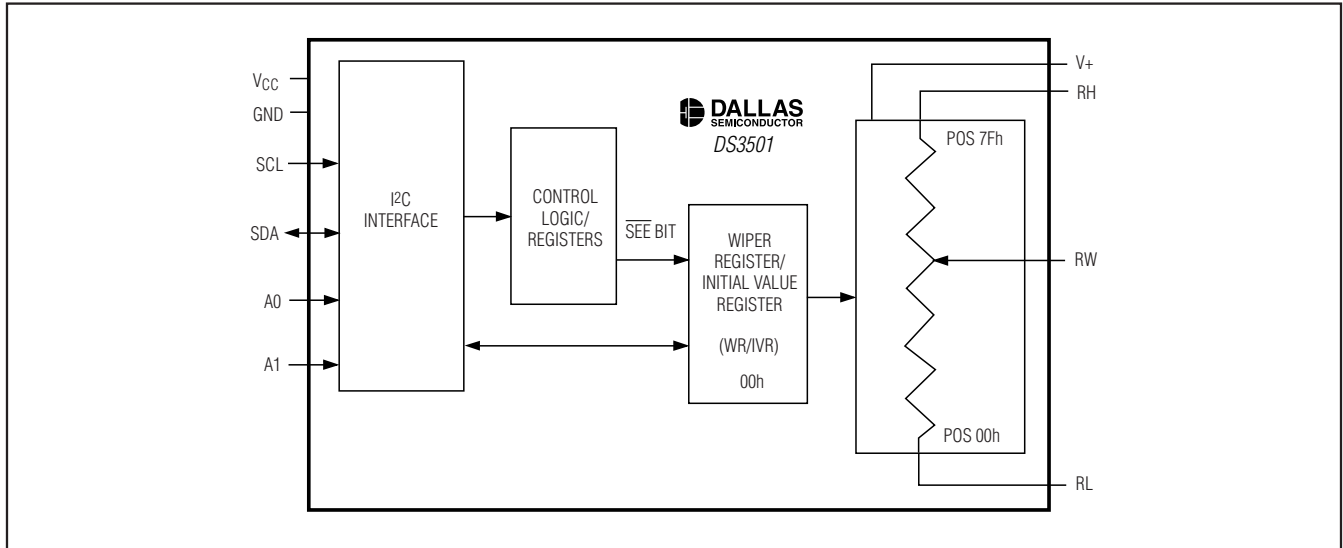 VCC
GND
SCL
SDA
A0
A1
I2C
INTERFACE
CONTROL
LOGIC/
REGISTERS
SEE BIT
DALLAS
SEMICONDUCTOR
DS3501
WIPER
REGISTER/
INITIAL VALUE
REGISTER
(WR/IVR)
00h
POS 7Fh
POS 00h
V+
RH
RW
RL